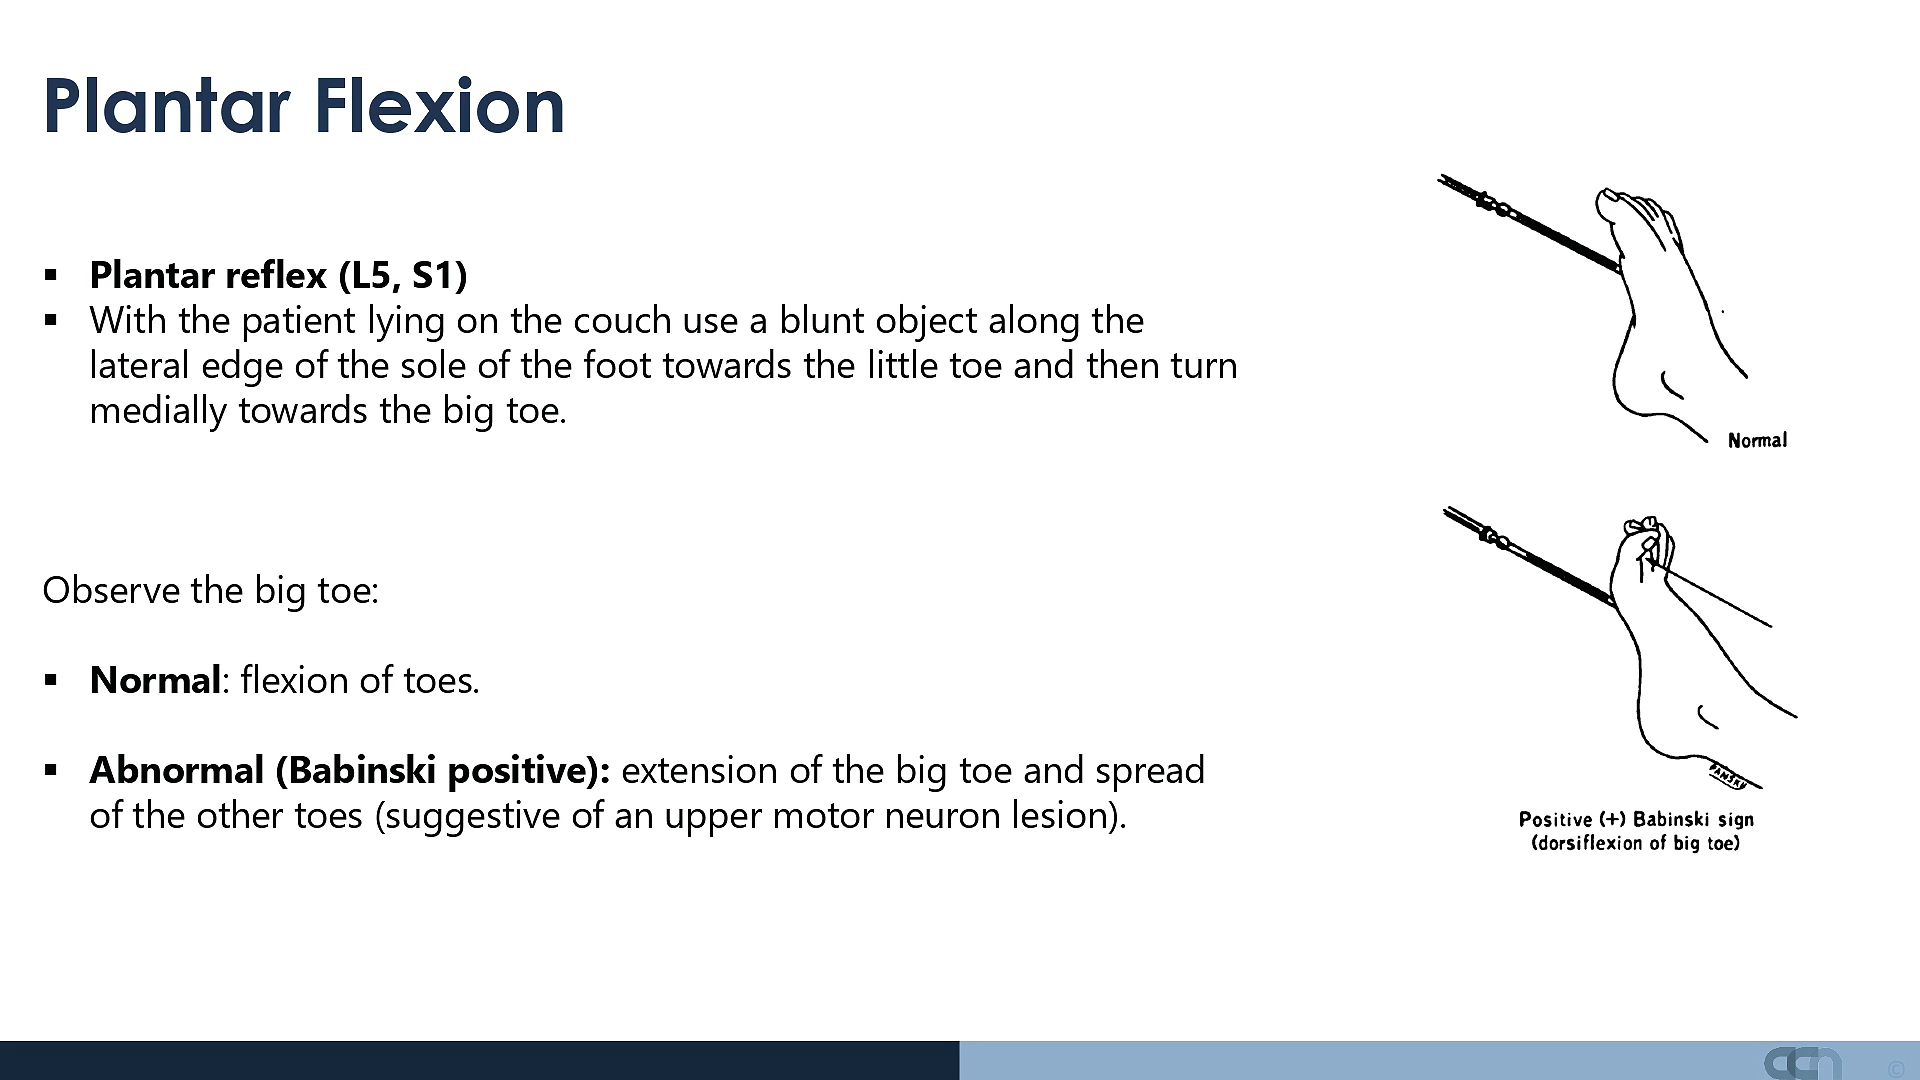 Plantar Flexion
▪ Plantar reflex (L5, S1)
▪ With the patient lying on the couch use a blunt object along the
lateral edge of the sole of the foot towards the little toe and then turn
medially towards the big toe.
Observe the big toe:
▪ Normal: flexion of toes.
▪ Abnormal (Babinski positive): extension of the big toe and spread
of the other toes (suggestive of an upper motor neuron lesion).
Normal
PANSKY
Positive (+) Babinski sign
(dorsiflexion of big toe)
ccn
©